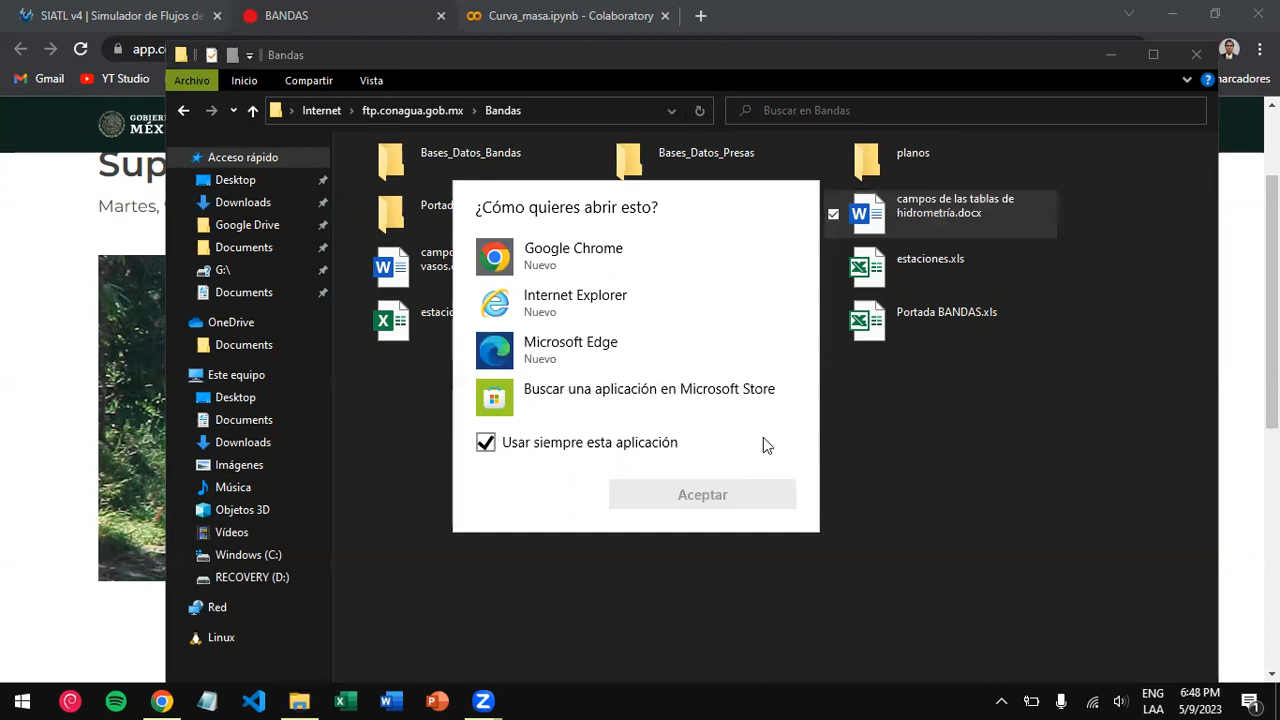 SIATL v4 | Simulador de Flujos de
BANDAS
Curva_masa.ipynb - Colaboratory
app.c
Gmail
YT Studio
arcadores
GOBIER
MÉX
Sup
Martes,
Bandas
Archivo
Inicio
Compartir
Vista
Internet
ftp.conagua.gob.mx
Bandas
Buscar en Bandas
Acceso rápido
Desktop
Downloads
Google Drive
Documents
G:\
Documents
OneDrive
Documents
Este equipo
Desktop
Documents
Downloads
Imágenes
Música
Objetos 3D
Vídeos
Windows (C:)
RECOVERY (D:)
Red
Linux
Bases_Datos_Bandas
Bases_Datos_Presas
planos
Portad
campos de las tablas de
hidrometría.docx
campo
vasos.d
estaciones.xls
estacio
Portada BANDAS.xls
¿Cómo quieres abrir esto?
Google Chrome
Nuevo
Internet Explorer
Nuevo
Microsoft Edge
Nuevo
Buscar una aplicación en Microsoft Store
Usar siempre esta aplicación
Aceptar
ENG
LAA
7:48 PM
5/9/2023